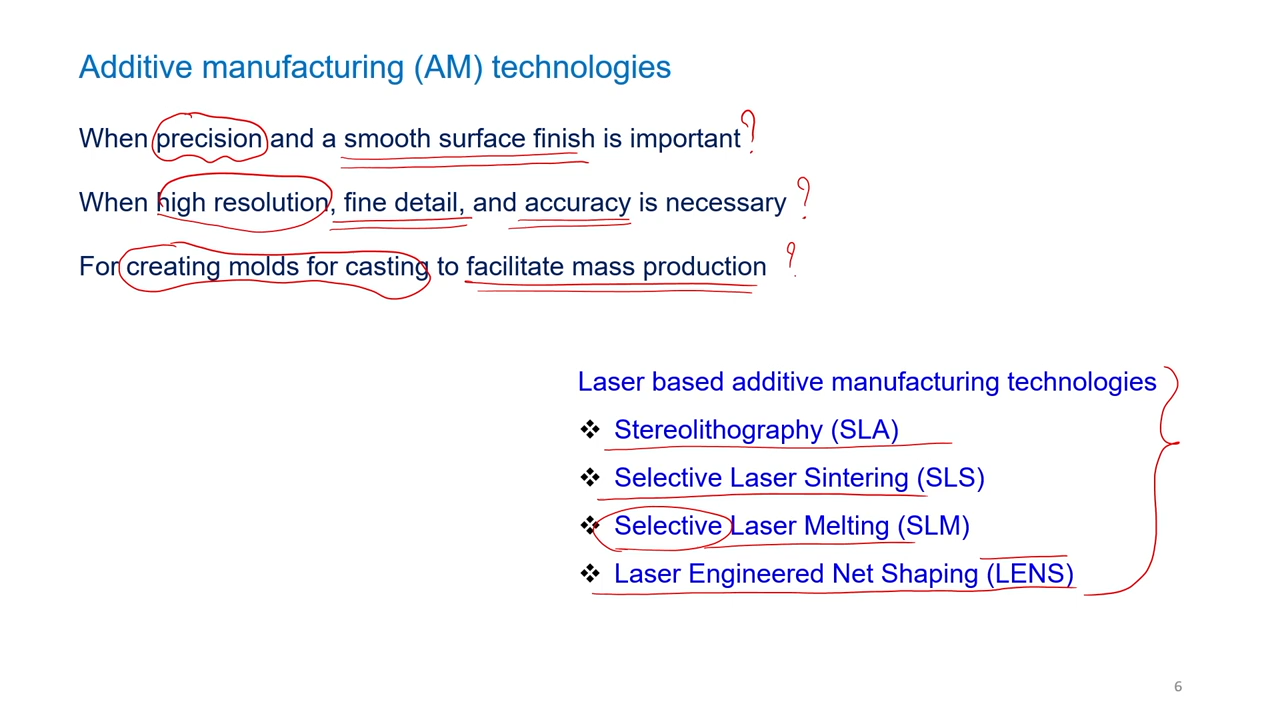 Additive manufacturing (AM) technologies
When precision and a smooth surface finish is important?
When high resolution, fine detail, and accuracy is necessary ?
For creating molds for casting to facilitate mass production ?
Laser based additive manufacturing technologies
❖ Stereolithography (SLA)
❖ Selective Laser Sintering (SLS)
❖ Selective Laser Melting (SLM)
❖ Laser Engineered Net Shaping (LENS)
6